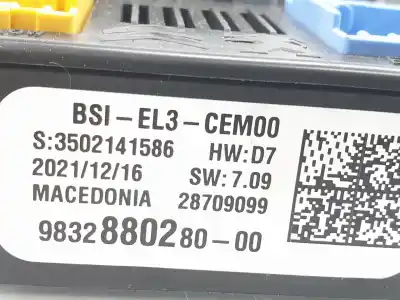 BSI-EL3-CEM00
S:3502141586 HW:D7
2021/12/16 SW: 7.09
MACEDONIA 28709099
9832880280-00